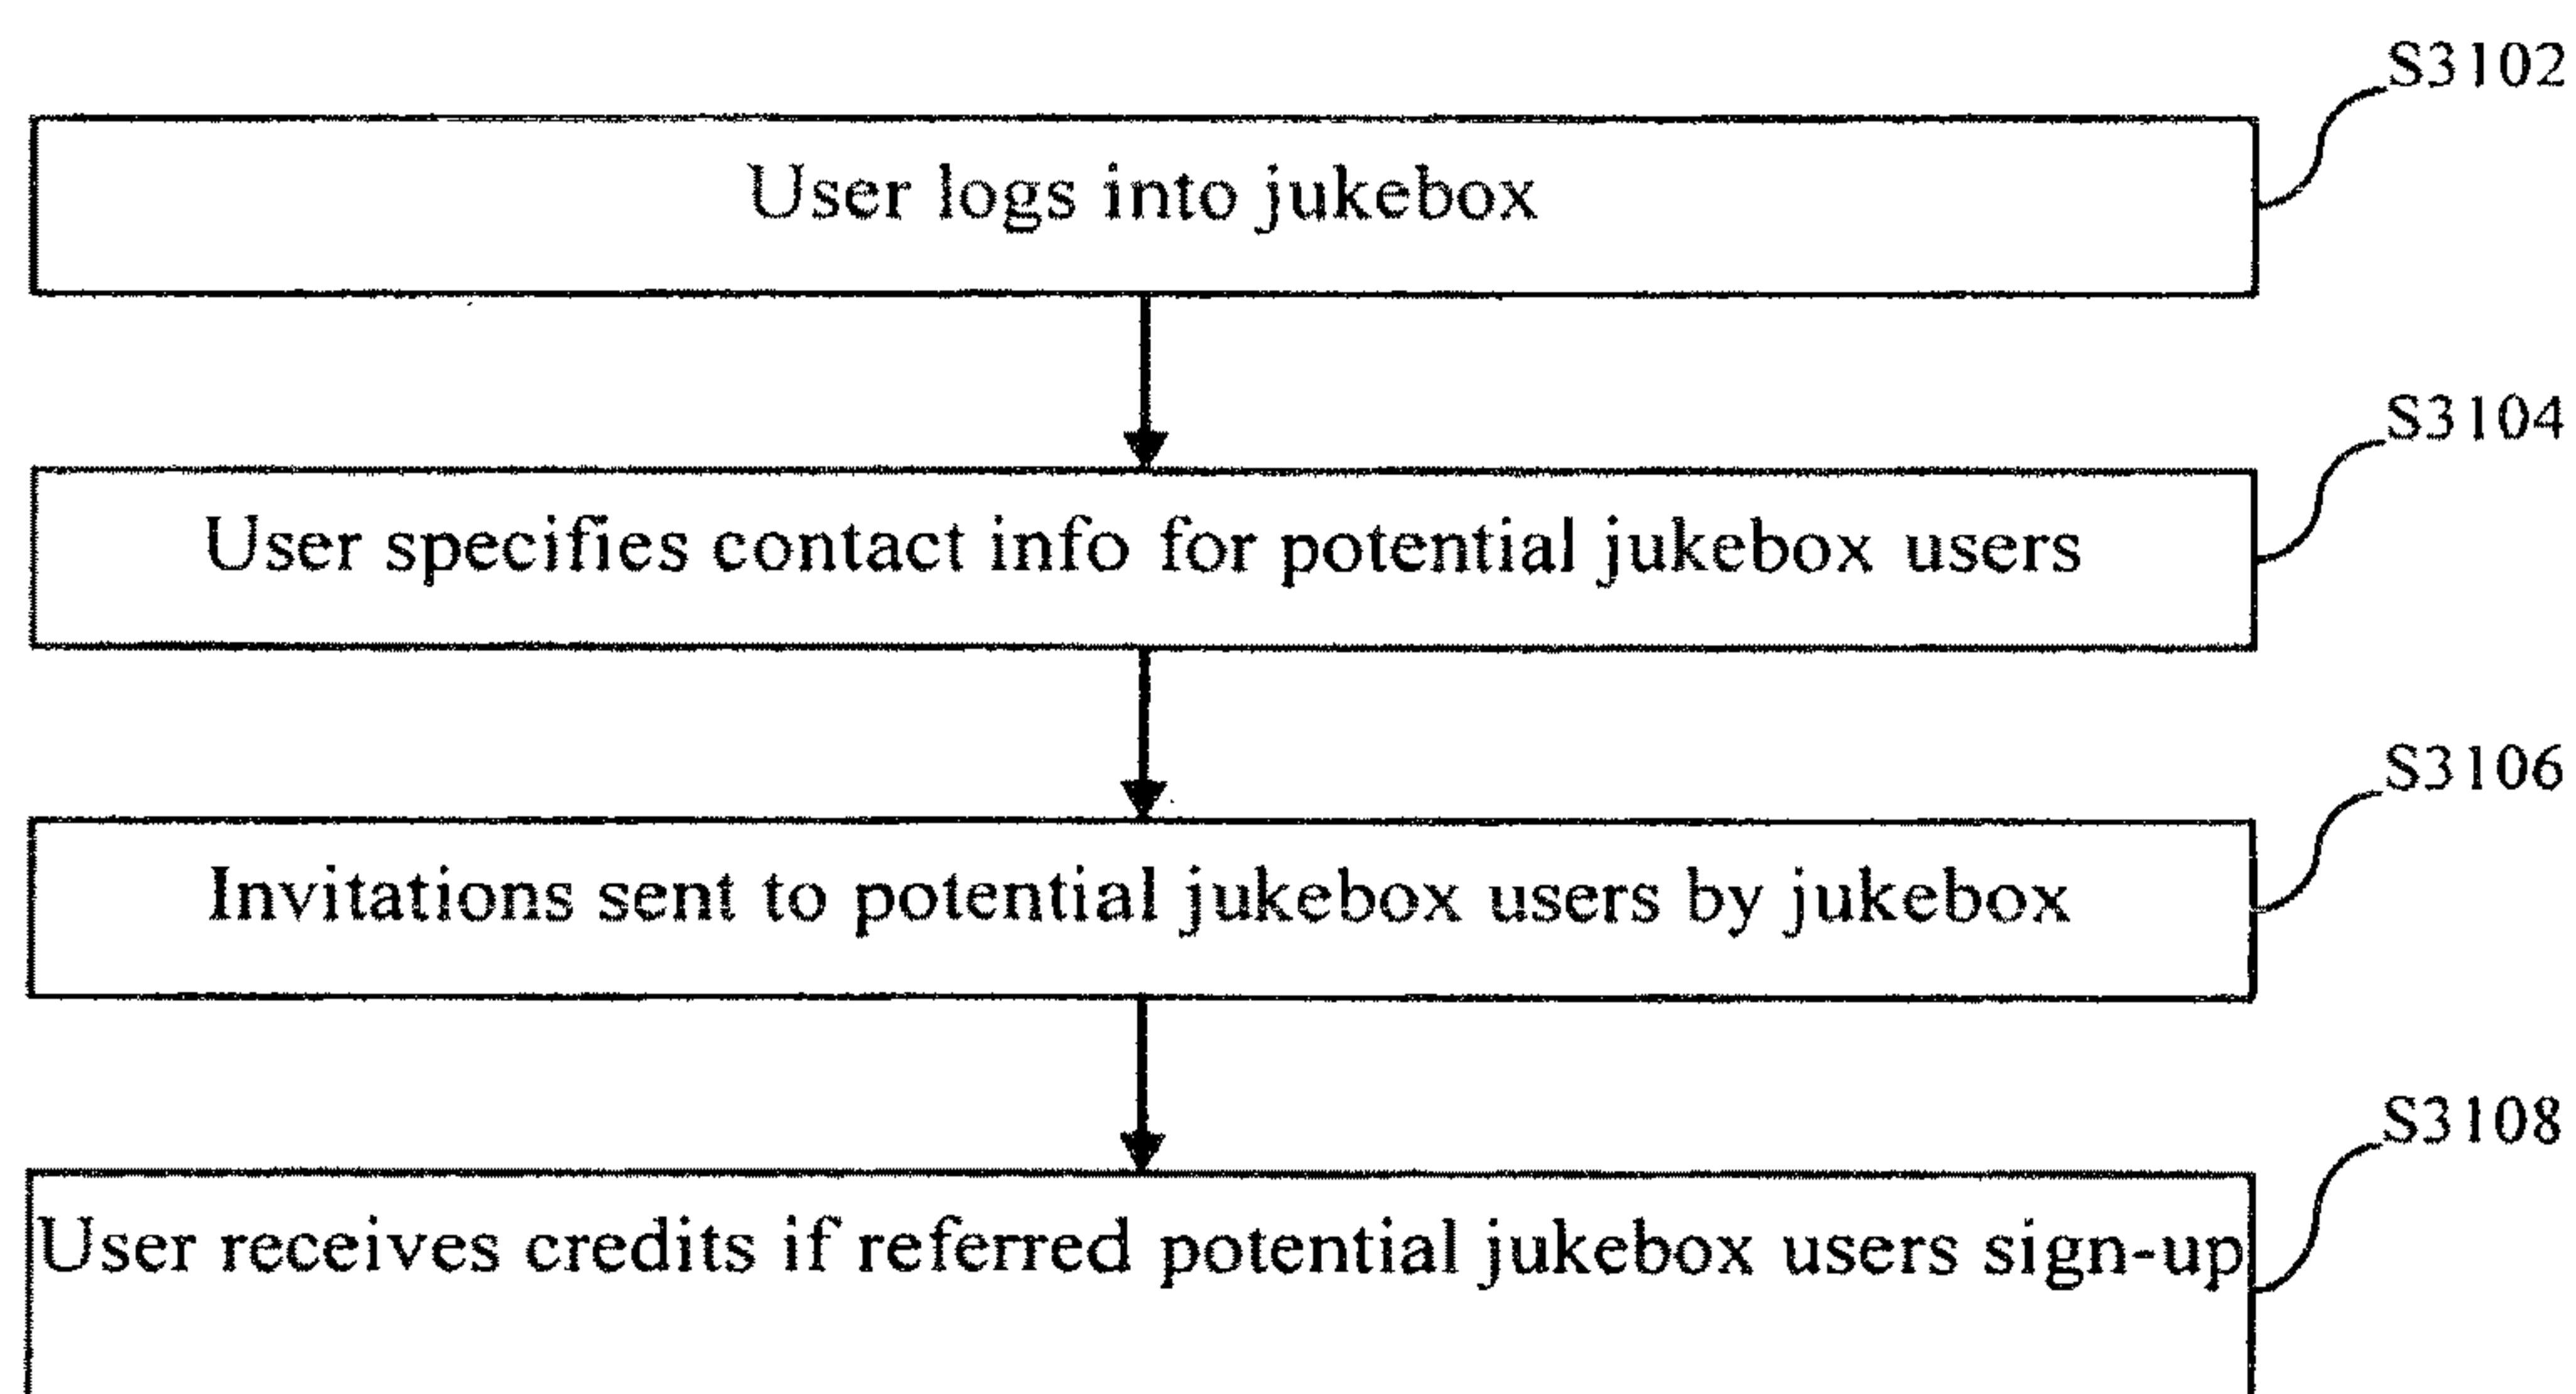 S3102
User logs into jukebox
S3104
User specifies contact info for potential jukebox users
S3106
Invitations sent to potential jukebox users by jukebox
S3108
User receives credits if referred potential jukebox users sign-up